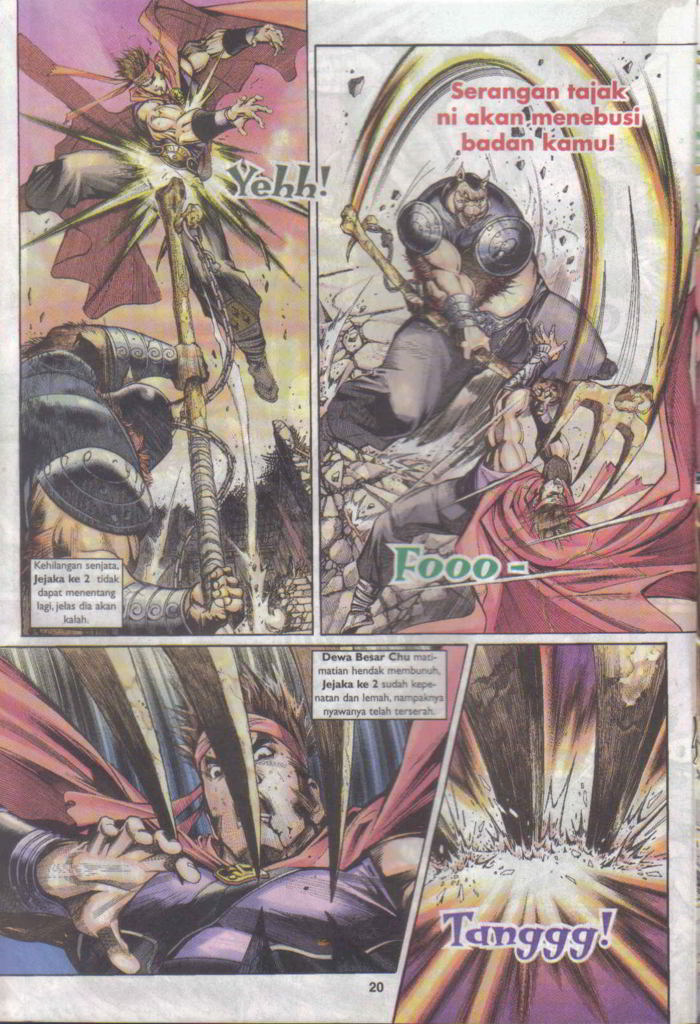 Yehh!
Kehilangan senjata,
Jejaka ke 2 tidak
dapat menentang
lagi, jelas dia akan
kalah.
Serangan tajak
ni akan menebusi
badan kamu!
Fooo -
Dewa Besar Chu mati-
matian hendak membunuh,
Jejaka ke 2 sudah kepe-
natan dan lemah, nampaknya
nyawanya telah terserah.
Tanggg!
20